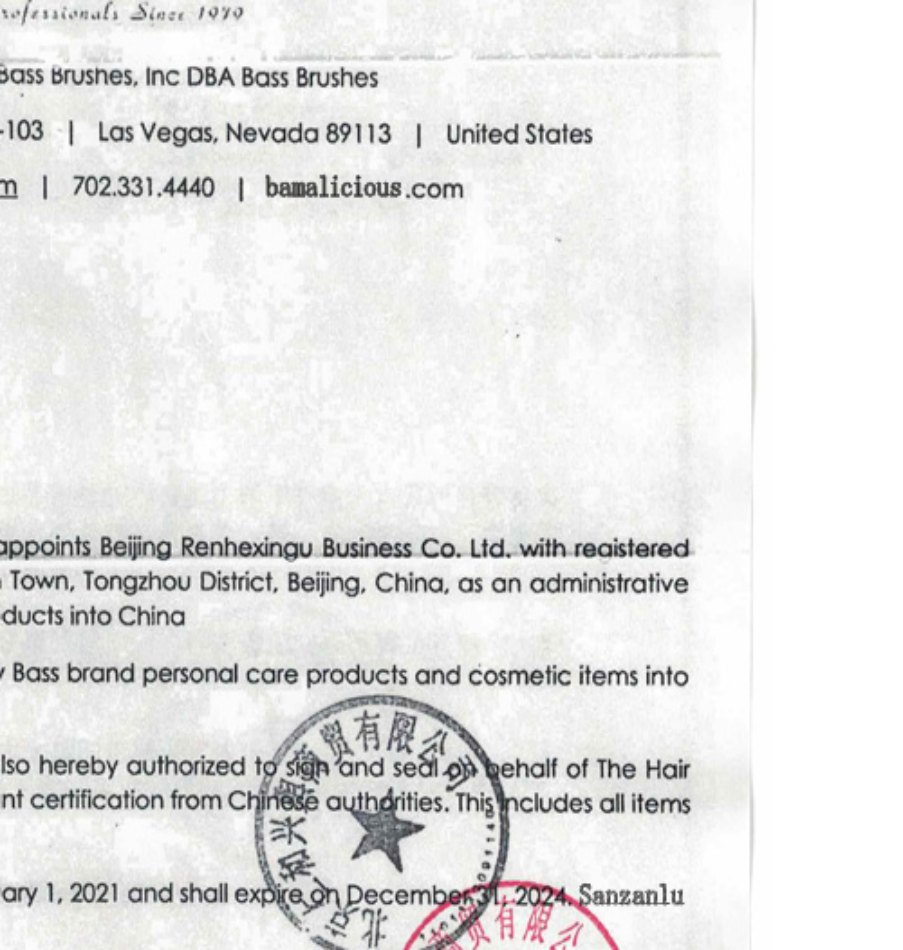 rofessionals Since 1979
Bass Brushes, Inc DBA Bass Brushes
-103 | Las Vegas, Nevada 89113 | United States
m | 702.331.4440 | bamalicious.com
appoints Beijing Renhexingu Business Co. Ltd. with registered
Town, Tongzhou District, Beijing, China, as an administrative
ducts into China
y Bass brand personal care products and cosmetic items into
lso hereby authorized to sign and seal on behalf of The Hair
nt certification from Chinese authorities. This includes all items
ary 1, 2021 and shall expire on December 31, 2024. Sanzanlu
北京仁和兴固商贸有限公司
商贸有限公